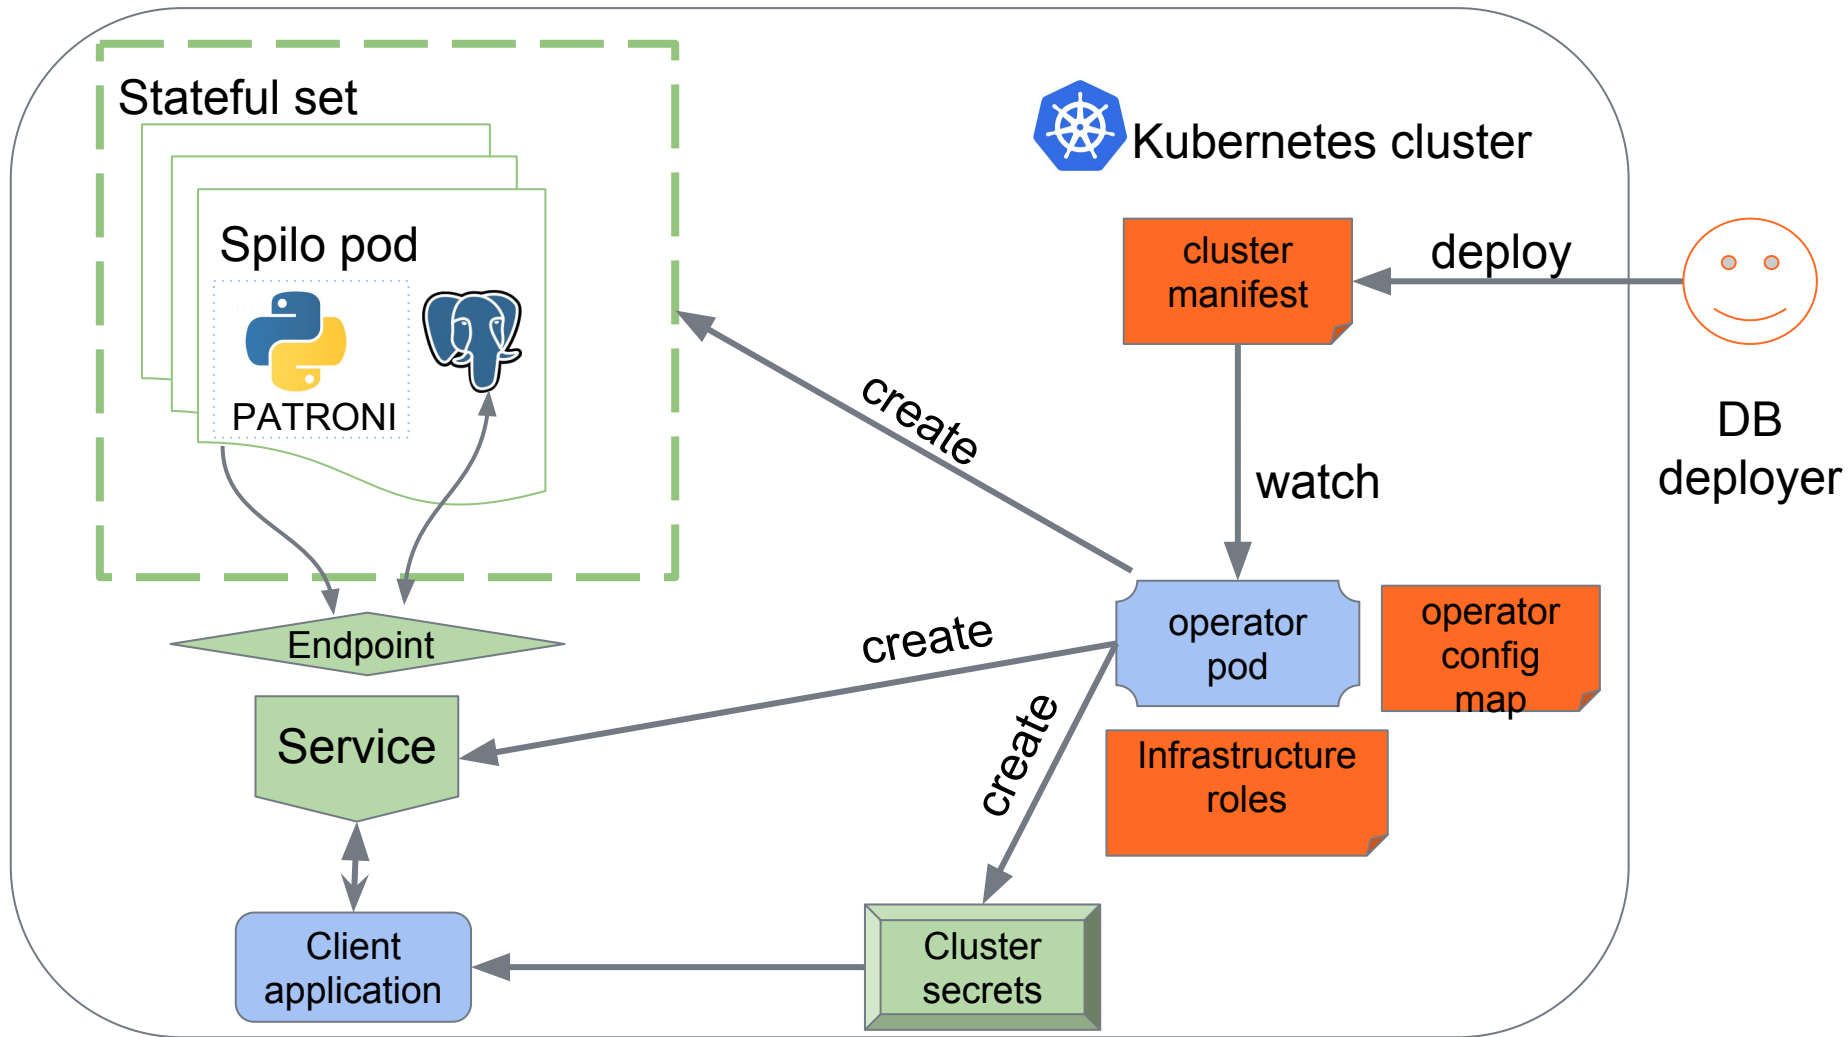 Stateful set
Kubernetes cluster
Spilo pod
PATRONI
cluster
manifest
deploy
DB
deployer
create
watch
operator
pod
operator
config
map
Endpoint
create
Service
create
Infrastructure
roles
Client
application
Cluster
secrets